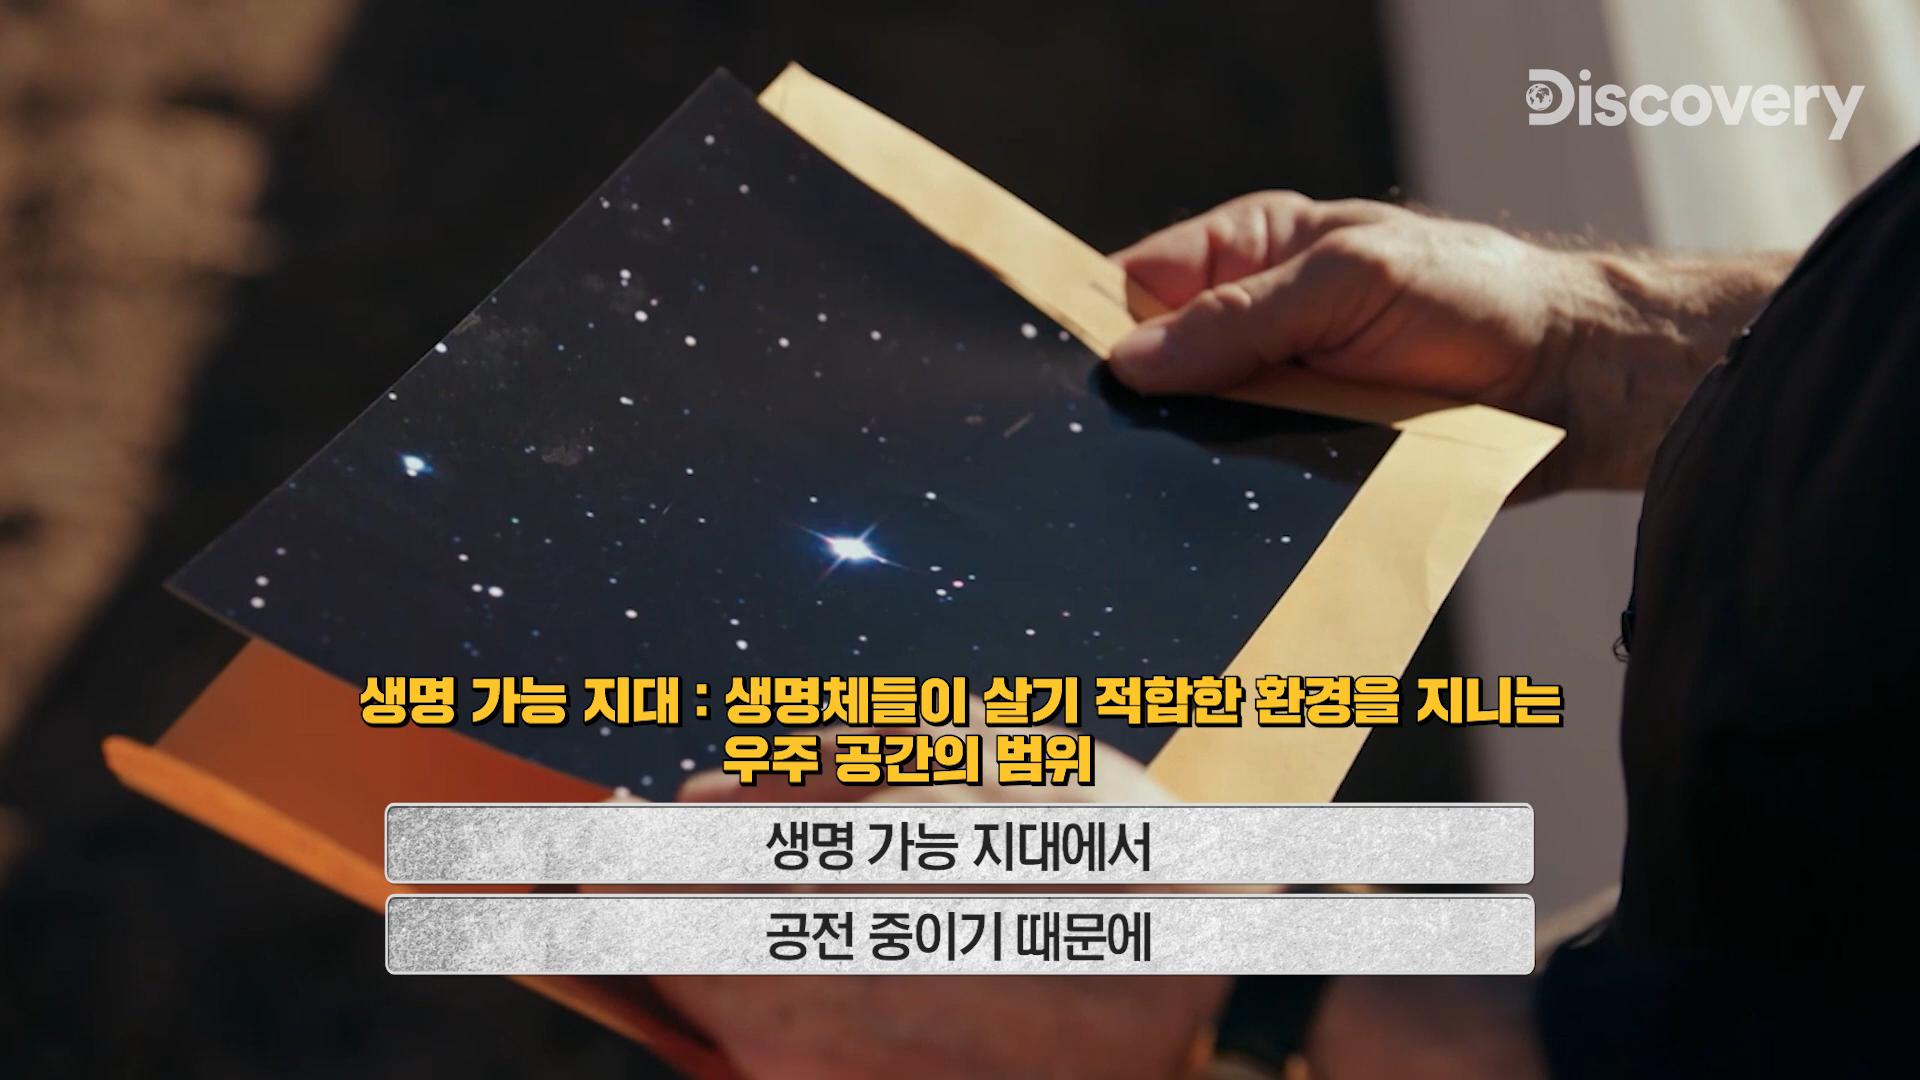 Discovery
생명 가능 지대 : 생명체들이 살기 적합한 환경을 지니는
우주 공간의 범위
생명 가능 지대에서
공전 중이기 때문에